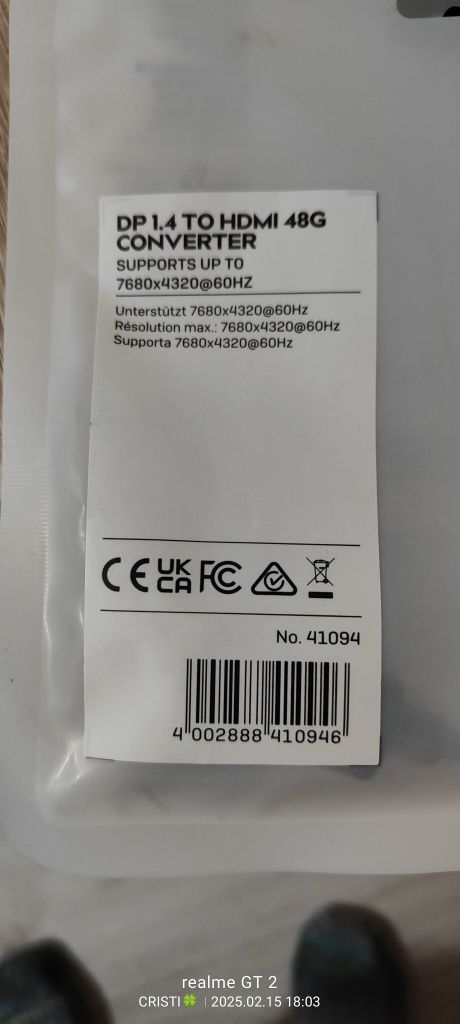 DP 1.4 TO HDMI 48G
CONVERTER
SUPPORTS UP TO
7680x4320@60HZ
Unterstützt 7680x4320@60Hz
Résolution max.: 7680x4320@60Hz
Supporta 7680x4320@60Hz
CE UK CA FC
No. 41094
4 002888 410946
realme GT 2
CRISTI🍀 | 2025.02.15 18:03